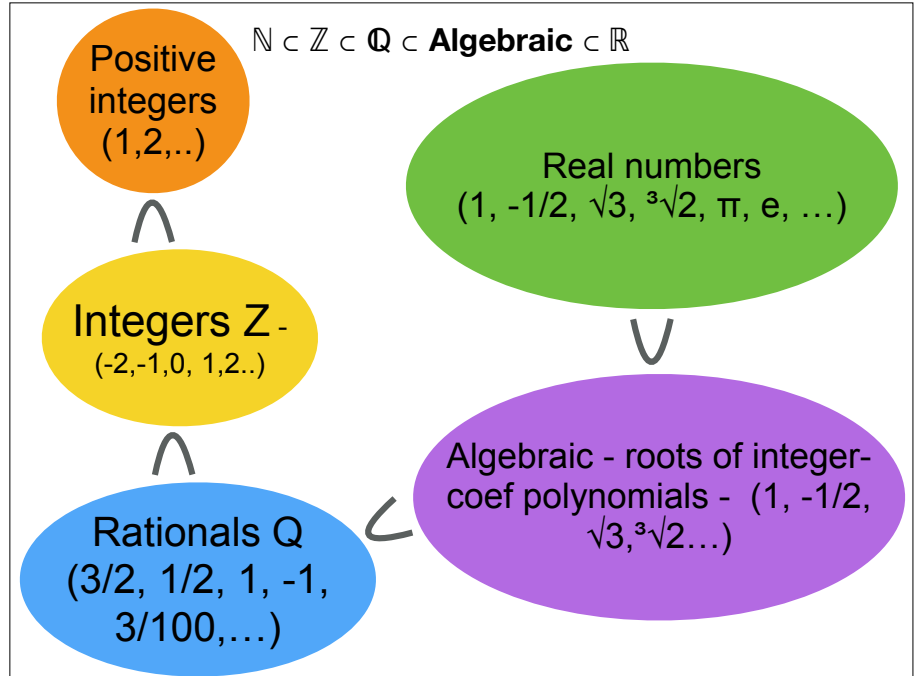 ℕ ⊂ ℤ ⊂ ℚ ⊂ Algebraic ⊂ ℝ
Positive
integers
(1,2,..)
Integers Z -
(-2,-1,0, 1,2..)
Rationals Q
(3/2, 1/2, 1, -1,
3/100,…)
Algebraic - roots of integer-
coef polynomials - (1, -1/2,
√3,³√2…)
Real numbers
(1, -1/2, √3, ³√2, π, e, …)